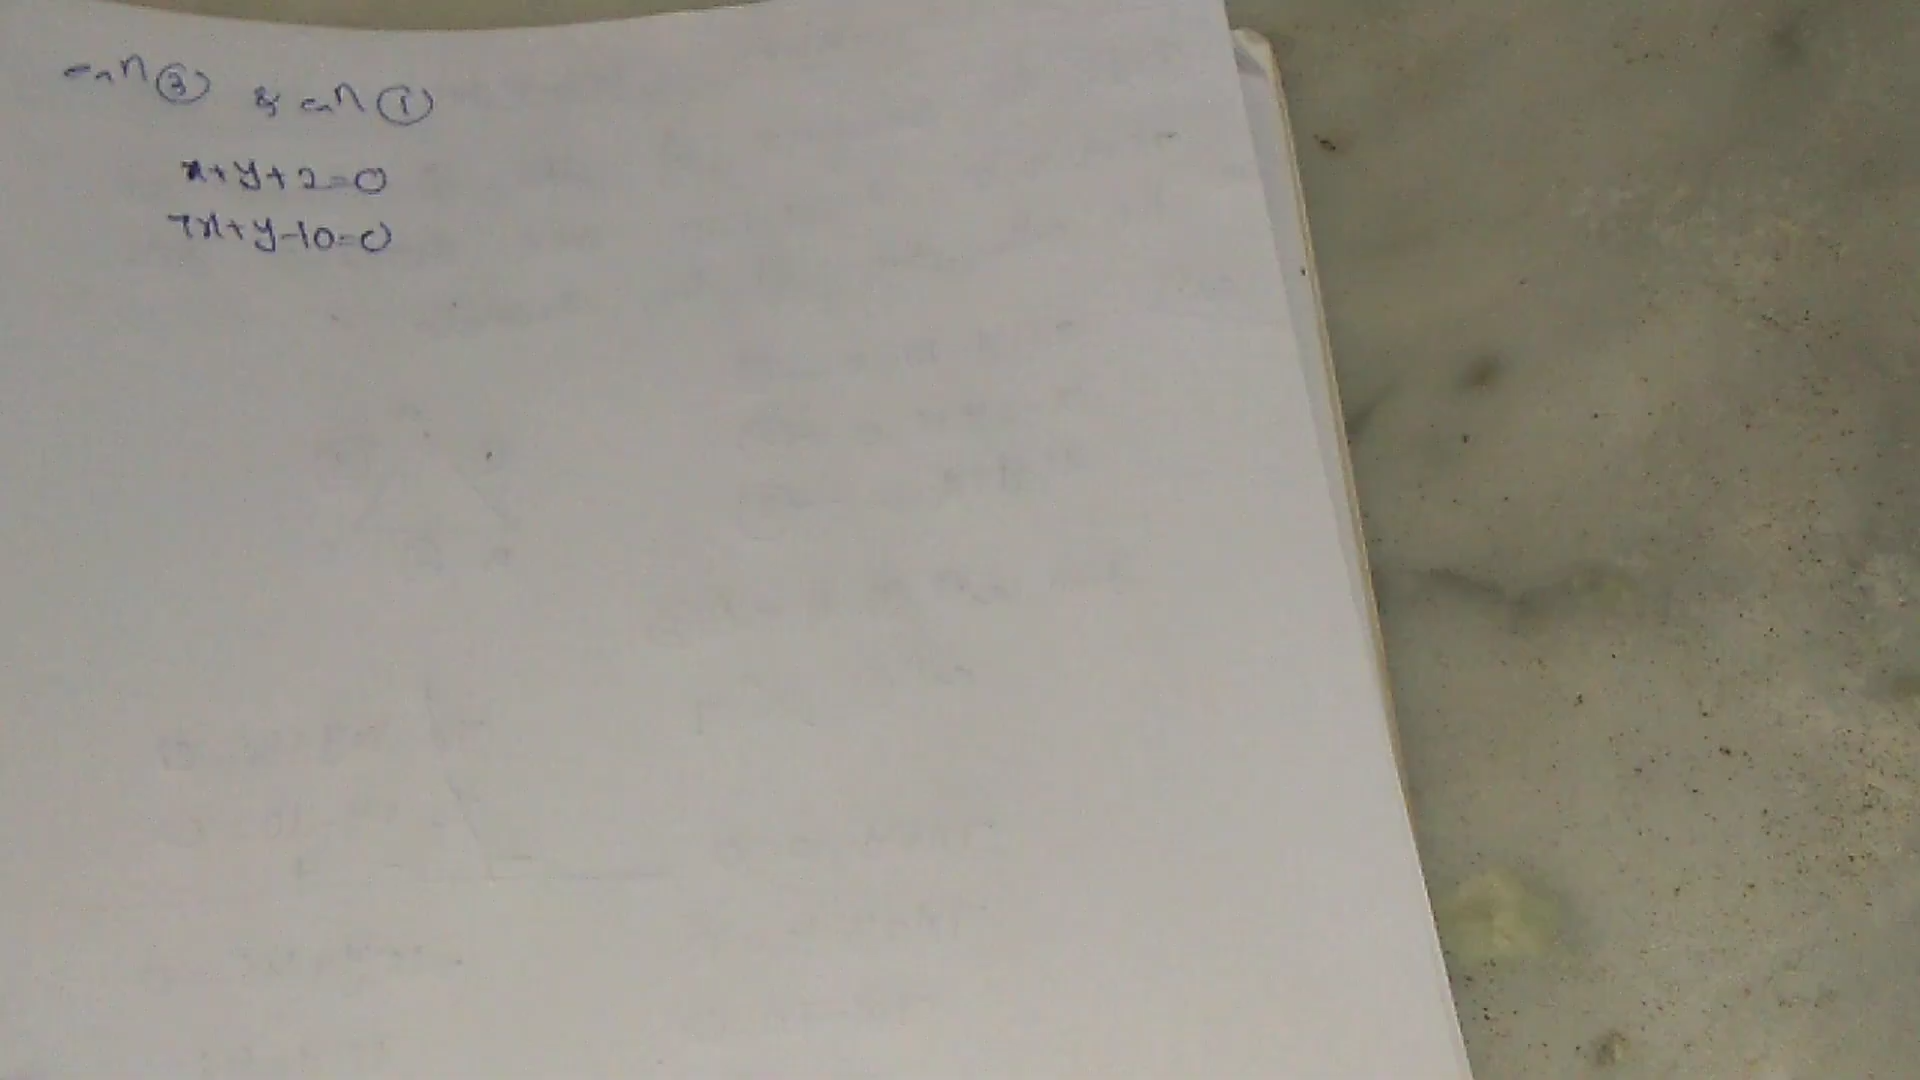 eqn ③ & eqn ①
x+y+2=0
7x+y-10=0